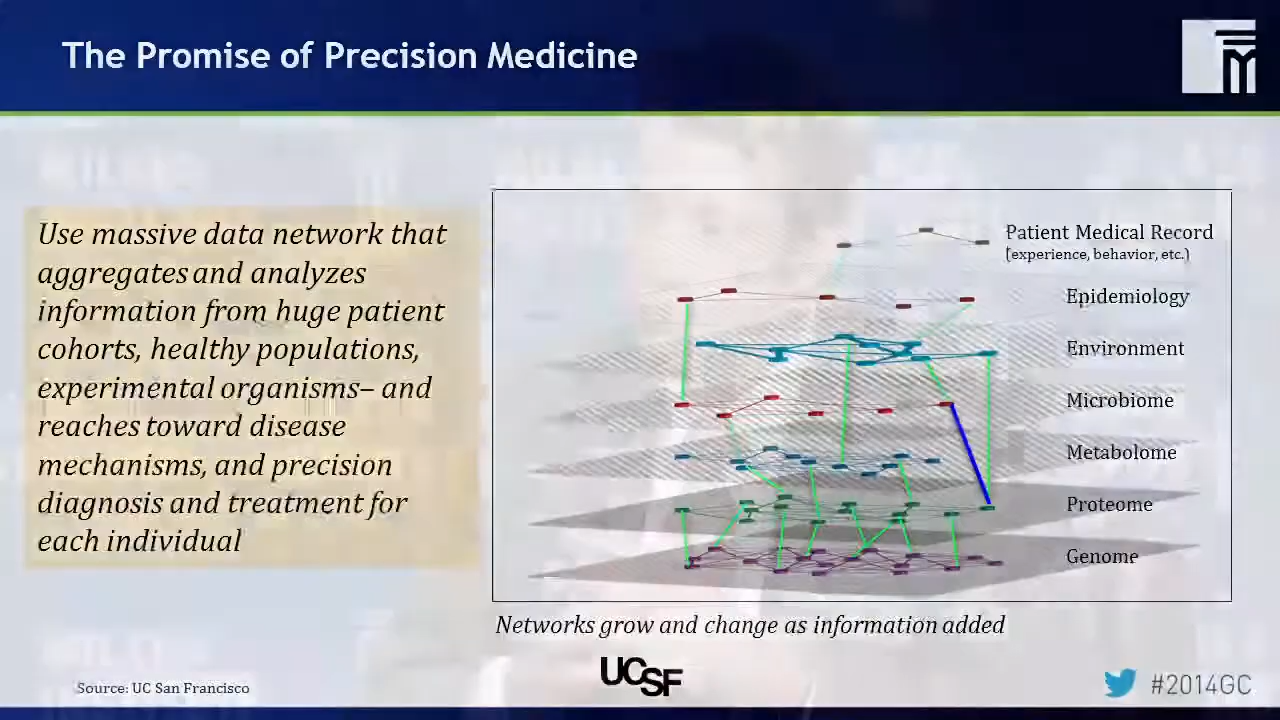 The Promise of Precision Medicine
Use massive data network that
aggregates and analyzes
information from huge patient
cohorts, healthy populations,
experimental organisms– and
reaches toward disease
mechanisms, and precision
diagnosis and treatment for
each individual
Patient Medical Record
(experience, behavior, etc.)
Epidemiology
Environment
Microbiome
Metabolome
Proteome
Genome
Networks grow and change as information added
UCSF
Source: UC San Francisco
#2014GC